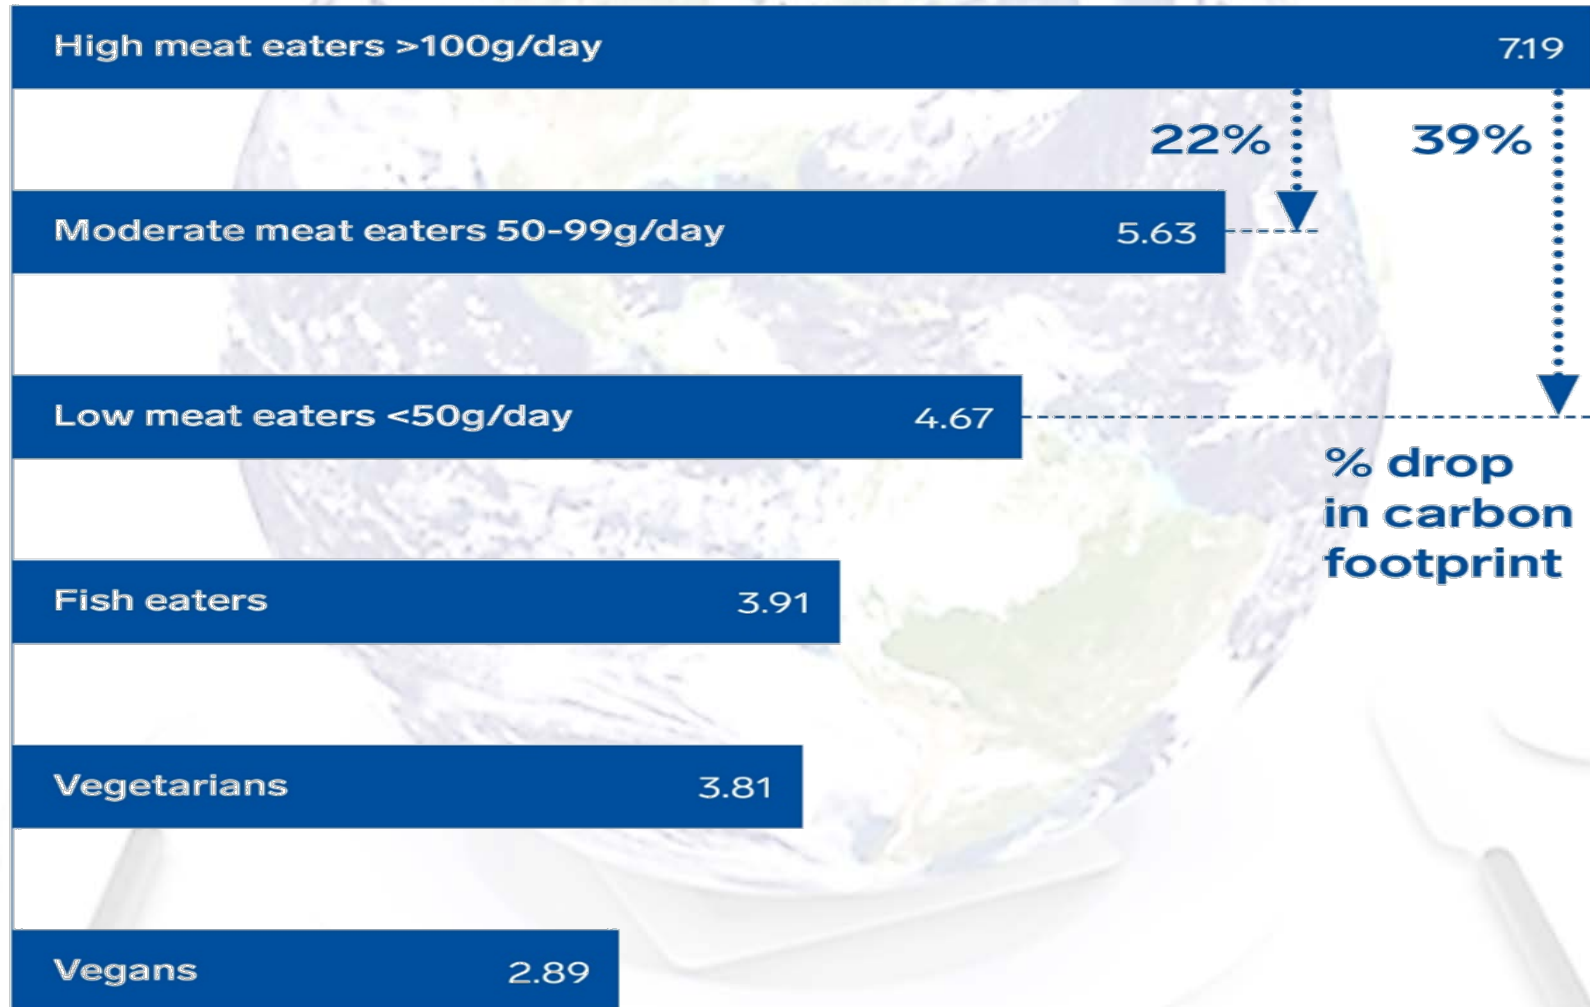 High meat eaters >100g/day
7.19
22%
39%
Moderate meat eaters 50-99g/day
5.63
Low meat eaters <50g/day
4.67
% drop
in carbon
footprint
Fish eaters
3.91
Vegetarians
3.81
Vegans
2.89